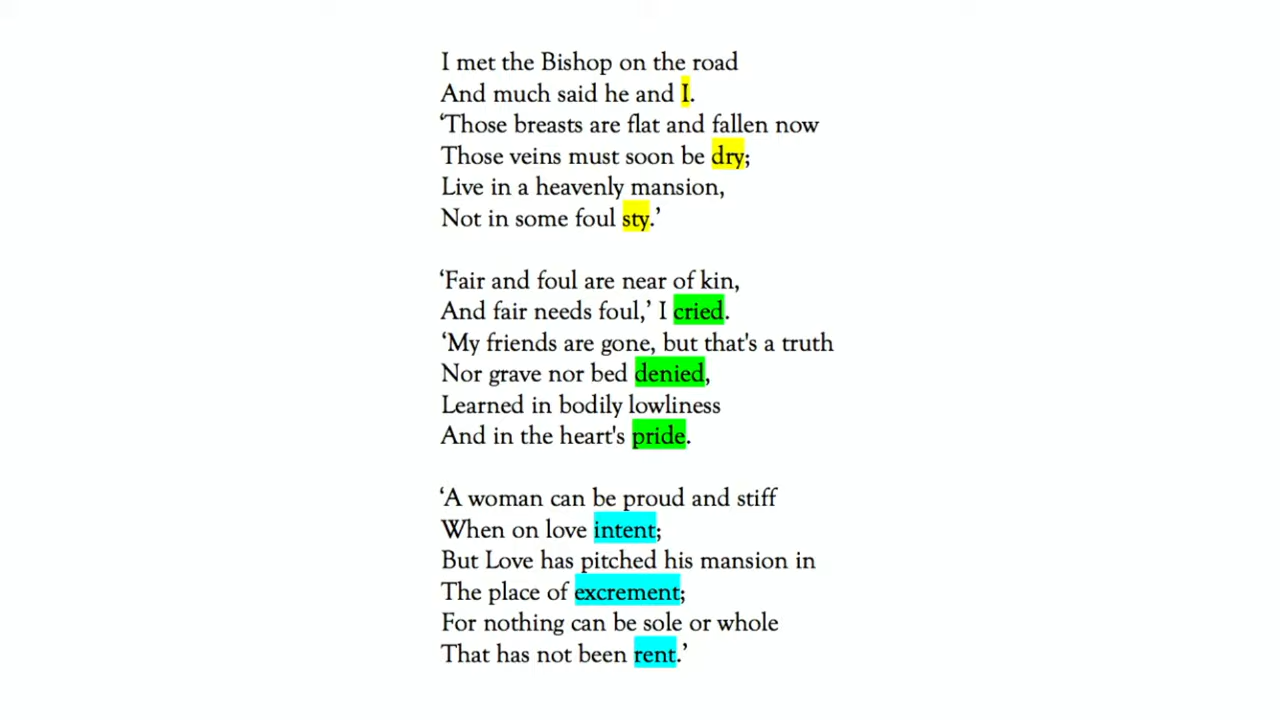 I met the Bishop on the road
And much said he and I.
‘Those breasts are flat and fallen now
Those veins must soon be dry;
Live in a heavenly mansion,
Not in some foul sty.’

‘Fair and foul are near of kin,
And fair needs foul,’ I cried.
‘My friends are gone, but that's a truth
Nor grave nor bed denied,
Learned in bodily lowliness
And in the heart's pride.

‘A woman can be proud and stiff
When on love intent;
But Love has pitched his mansion in
The place of excrement;
For nothing can be sole or whole
That has not been rent.’